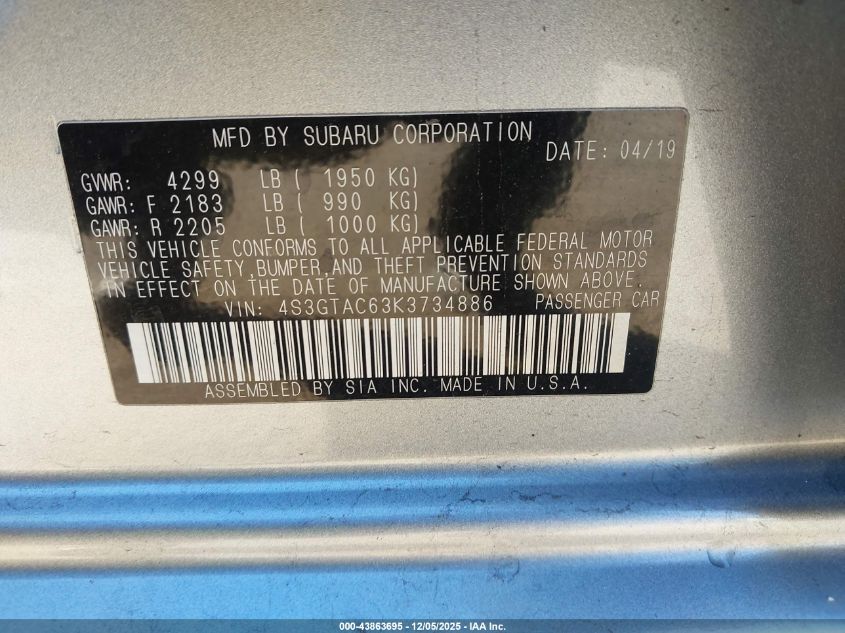 MFD BY SUBARU CORPORATION
DATE: 04/19
GVWR: 4299 LB ( 1950 KG)
GAWR: F 2183 LB ( 990 KG)
GAWR: R 2205 LB ( 1000 KG)
THIS VEHICLE CONFORMS TO ALL APPLICABLE FEDERAL MOTOR
VEHICLE SAFETY, BUMPER, AND THEFT PREVENTION STANDARDS
IN EFFECT ON THE DATE OF MANUFACTURE SHOWN ABOVE.
VIN: 4S3GTAC63K3734886 PASSENGER CAR
ASSEMBLED BY SIA INC. MADE IN U.S.A.
000-43863695 - 12/05/2025 - IAA Inc.